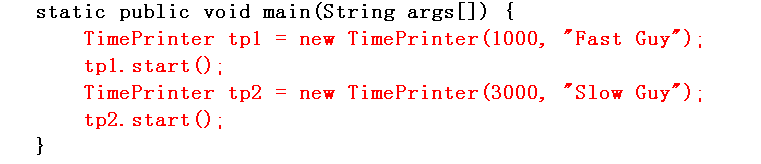 static public void main(String args[]) {
TimePrinter tp1 = new TimePrinter(1000, "Fast Guy");
tp1.start();
TimePrinter tp2 = new TimePrinter(3000, "Slow Guy");
tp2.start();
}